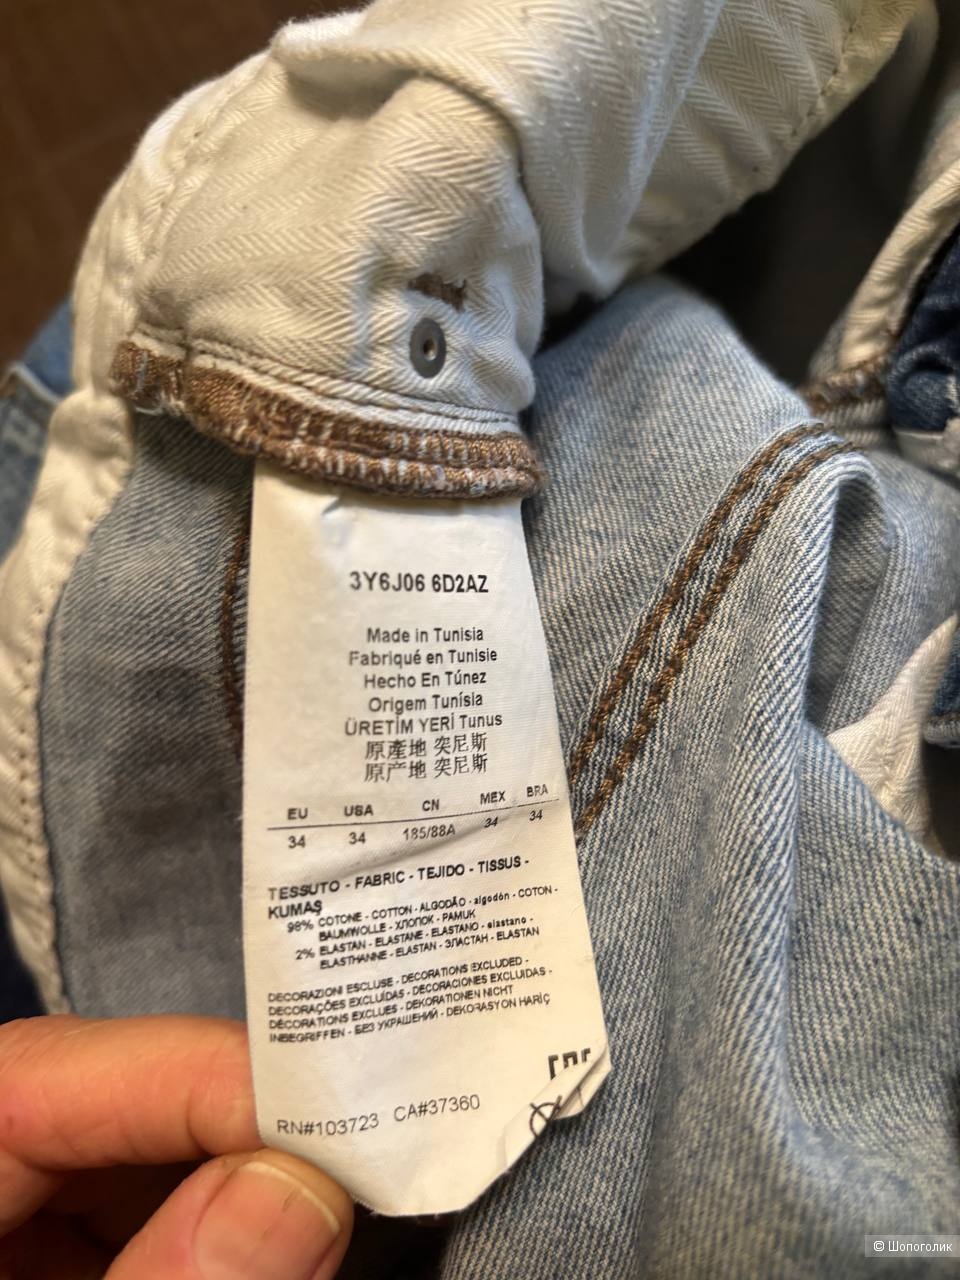 3Y6J06 6D2AZ
Made in Tunisia
Fabriqué en Tunisie
Hecho En Túnez
Origem Tunísia
ÜRETİM YERİ Tunus
原產地 突尼斯
原产地 突尼斯
EU USA CN MEX BRA
34 34 185/88A 34 34
TESSUTO - FABRIC - TEJIDO - TISSUS -
KUMAŞ
98% COTONE - COTTON - ALGODÃO - algodón - COTON -
BAUMWOLLE - ХЛОПОК - PAMUK
2% ELASTAN - ELASTANE - ELASTANO - elastano -
ELASTHANNE - ELASTAN - ЭЛАСТАН - ELASTAN
DECORAZIONI ESCLUSE - DECORATIONS EXCLUDED -
DECORAÇÕES EXCLUÍDAS - DECORACIONES EXCLUIDAS -
DÉCORATIONS EXCLUES - DEKORATIONEN NICHT
INBEGRIFFEN - БЕЗ УКРАШЕНИЙ - DEKORASYON HARİÇ
RN#103723 CA#37360
© Шопоголик